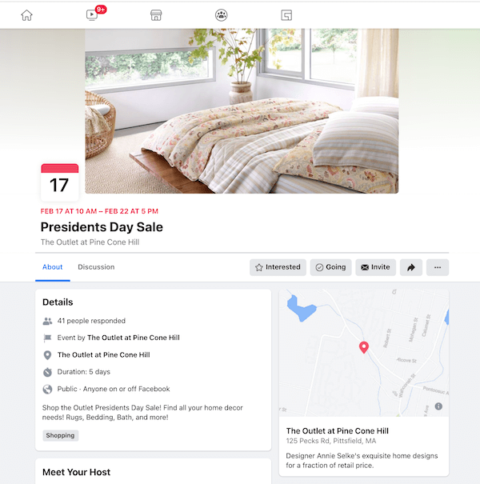 9+
17
FEB 17 AT 10 AM – FEB 22 AT 5 PM
Presidents Day Sale
The Outlet at Pine Cone Hill
About Discussion
Interested Going Invite
Details
41 people responded
Event by The Outlet at Pine Cone Hill
The Outlet at Pine Cone Hill
Duration: 5 days
Public · Anyone on or off Facebook
Shop the Outlet Presidents Day Sale! Find all your home decor
needs! Rugs, Bedding, Bath, and more!
Shopping
The Outlet at Pine Cone Hill
125 Pecks Rd, Pittsfield, MA
Designer Annie Selke's exquisite home designs
for a fraction of retail price.
Meet Your Host